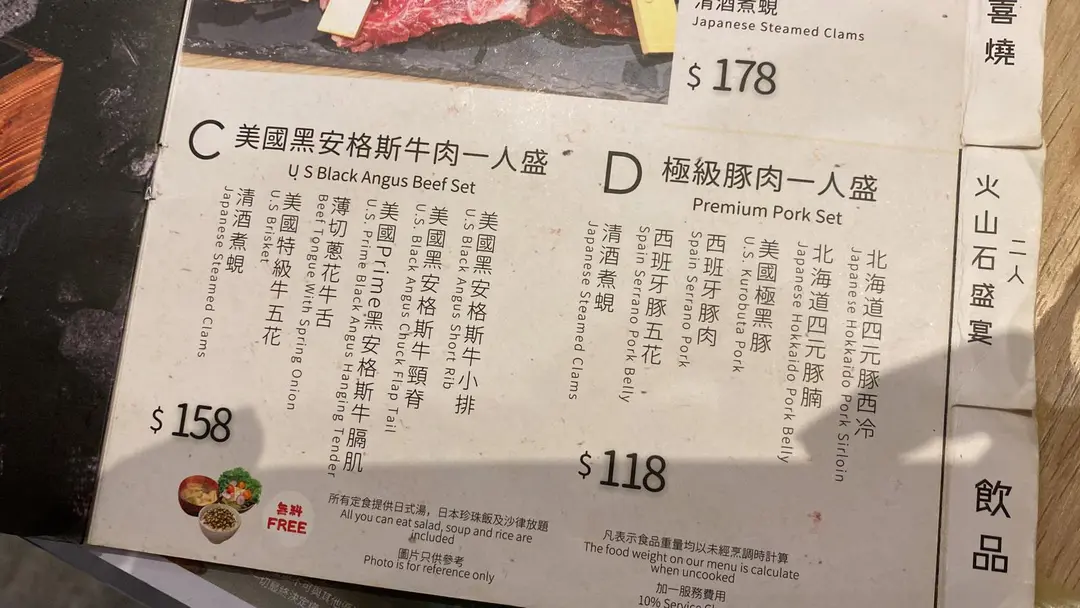 清酒煮蜆
Japanese Steamed Clams
$ 178
C 美國黑安格斯牛肉一人盛
U.S Black Angus Beef Set
美國黑安格斯牛小排
U.S Black Angus Short Rib
美國黑安格斯牛頸脊
U.S. Black Angus Chuck Flap Tail
美國Prime黑安格斯牛膈肌
U.S. Prime Black Angus Hanging Tender
薄切蔥花牛舌
Beef Tongue With Spring Onion
美國特級牛五花
U.S Brisket
清酒煮蜆
Japanese Steamed Clams
$ 158
D 極級豚肉一人盛
Premium Pork Set
北海道四元豚西冷
Japanese Hokkaido Pork Sirloin
北海道四元豚腩
Japanese Hokkaido Pork Belly
美國極黑豚
U.S. Kurobuta Pork
西班牙豚肉
Spain Serrano Pork
西班牙豚五花
Spain Serrano Pork Belly
清酒煮蜆
Japanese Steamed Clams
$ 118
無料
FREE
所有定食提供日式湯，日本珍珠飯及沙律放題
All you can eat salad, soup and rice are
included
圖片只供參考
Photo is for reference only
凡表示食品重量均以未經烹調時計算
The food weight on our menu is calculate
when uncooked
加一服務費用
10% Service
喜燒
火山石盛宴
二人
飲品